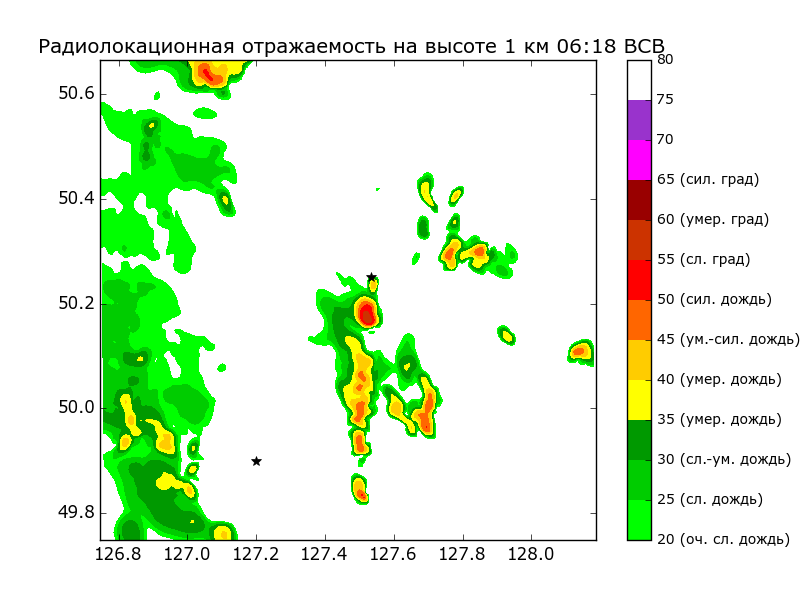 Радиолокационная отражаемость на высоте 1 км 06:18 ВСВ
50.6
50.4
50.2
50.0
49.8
126.8 127.0 127.2 127.4 127.6 127.8 128.0
80
75
70
65 (сил. град)
60 (умер. град)
55 (сл. град)
50 (сил. дождь)
45 (ум.-сил. дождь)
40 (умер. дождь)
35 (умер. дождь)
30 (сл.-ум. дождь)
25 (сл. дождь)
20 (оч. сл. дождь)